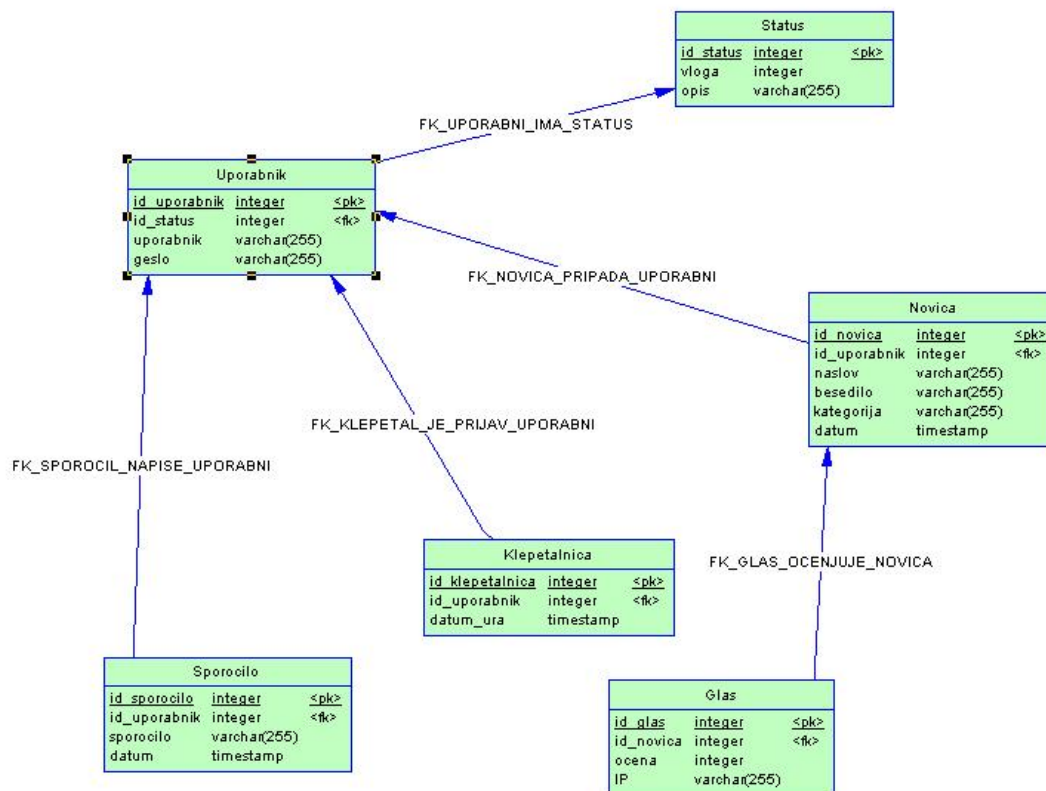 Status
id_status integer <pk>
vloga integer
opis varchar(255)
FK_UPORABNI_IMA_STATUS
Uporabnik
id_uporabnik integer <pk>
id_status integer <fk>
uporabnik varchar(255)
geslo varchar(255)
FK_NOVICA_PRIPADA_UPORABNI
Novica
id_novica integer <pk>
id_uporabnik integer <fk>
naslov varchar(255)
besedilo varchar(255)
kategorija varchar(255)
datum timestamp
FK_KLEPETAL_JE_PRIJAV_UPORABNI
FK_SPOROCIL_NAPISE_UPORABNI
FK_GLAS_OCENJUJE_NOVICA
Klepetalnica
id_klepetalnica integer <pk>
id_uporabnik integer <fk>
datum_ura timestamp
Sporocilo
id_sporocilo integer <pk>
id_uporabnik integer <fk>
sporocilo varchar(255)
datum timestamp
Glas
id_glas integer <pk>
id_novica integer <fk>
ocena integer
IP varchar(255)